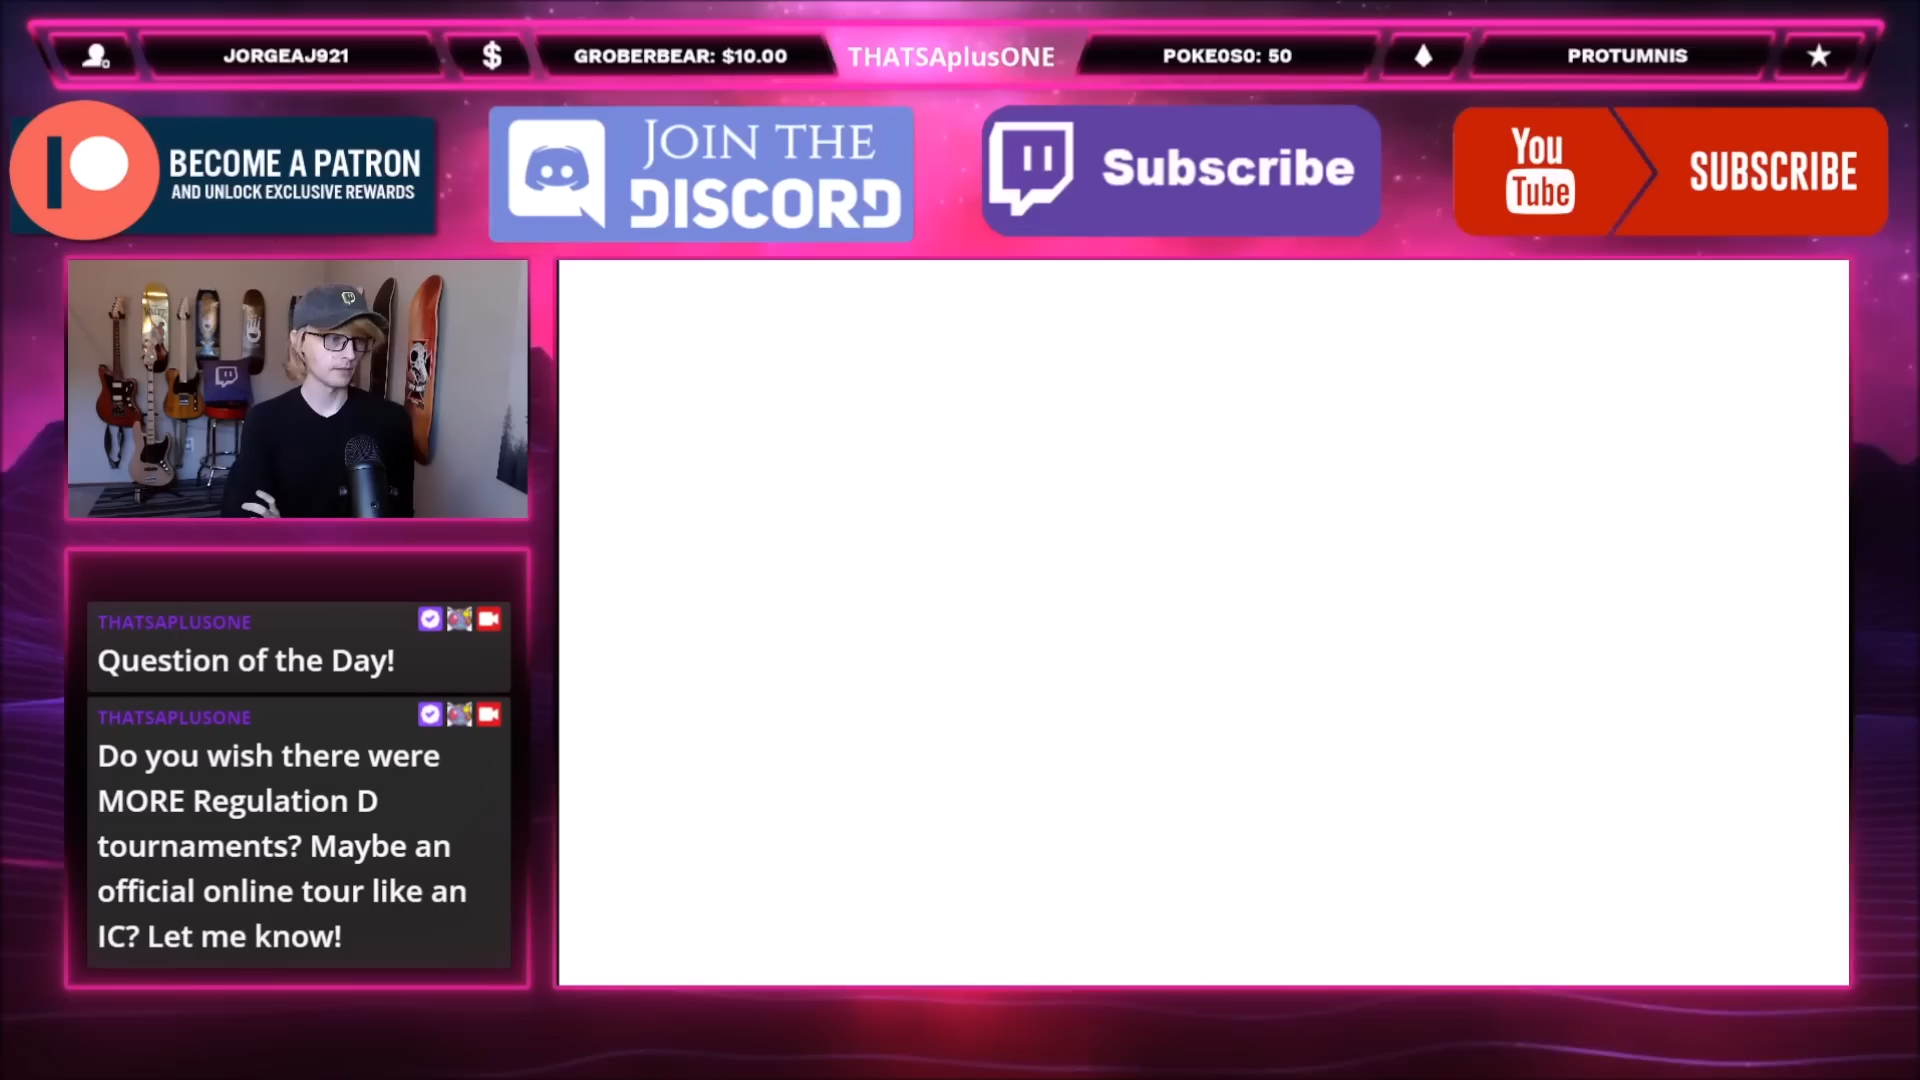 JORGEAJ921
$
GROBERBEAR: $10.00
THATSAplusONE
POKE0S0: 50
PROTUMNIS
BECOME A PATRON
AND UNLOCK EXCLUSIVE REWARDS
JOIN THE
DISCORD
Subscribe
You
Tube
SUBSCRIBE
THATSAPLUSONE
Question of the Day!
THATSAPLUSONE
Do you wish there were
MORE Regulation D
tournaments? Maybe an
official online tour like an
IC? Let me know!